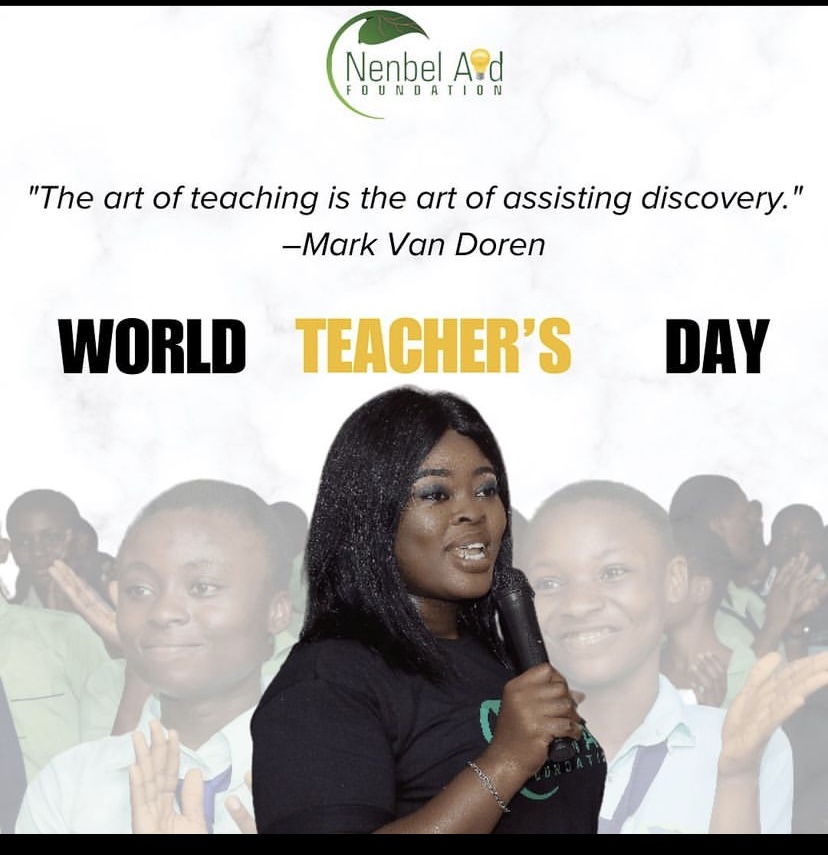 Nenbel Aid
FOUNDATION
"The art of teaching is the art of assisting discovery."
–Mark Van Doren
WORLD TEACHER'S DAY